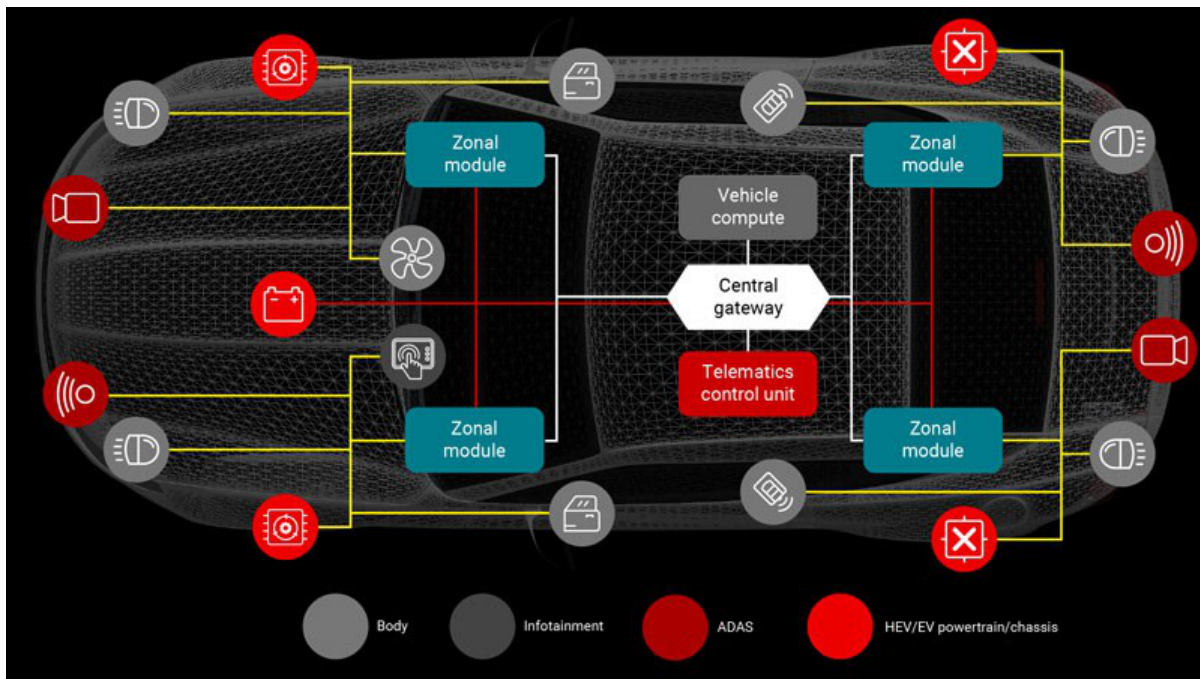 Zonal
module
Zonal
module
Vehicle
compute
Central
gateway
Telematics
control unit
Zonal
module
Zonal
module
Body
Infotainment
ADAS
HEV/EV powertrain/chassis